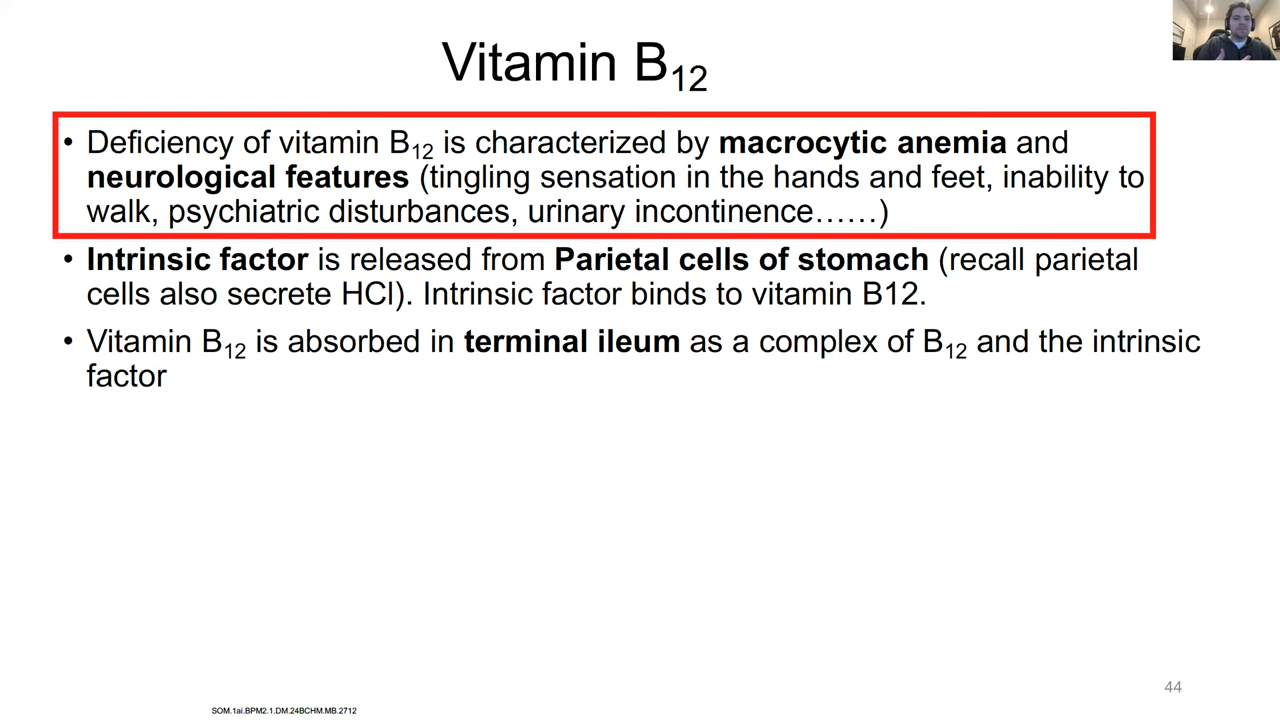 Vitamin B12
• Deficiency of vitamin B12 is characterized by macrocytic anemia and
neurological features (tingling sensation in the hands and feet, inability to
walk, psychiatric disturbances, urinary incontinence……)
• Intrinsic factor is released from Parietal cells of stomach (recall parietal
cells also secrete HCl). Intrinsic factor binds to vitamin B12.
• Vitamin B12 is absorbed in terminal ileum as a complex of B12 and the intrinsic
factor
44
SOM.1ai.BPM2.1.DM.24BCHM.MB.2712